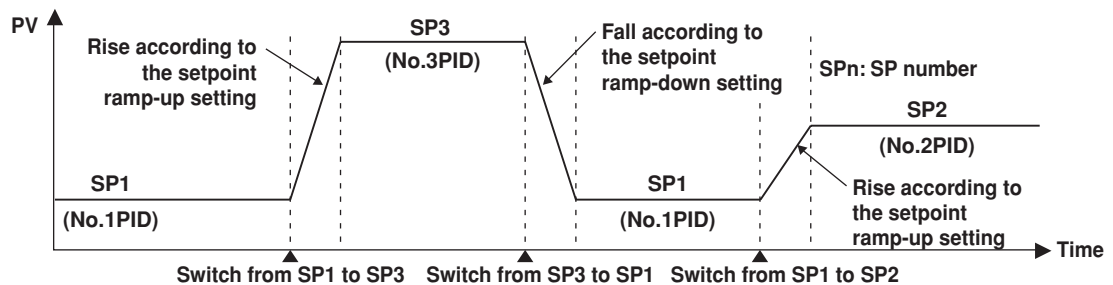 PV
Rise according to
the setpoint
ramp-up setting
SP3
(No.3PID)
Fall according to
the setpoint
ramp-down setting
SPn: SP number
SP2
(No.2PID)
SP1
(No.1PID)
SP1
(No.1PID)
Rise according to
the setpoint
ramp-up setting
Time
Switch from SP1 to SP3
Switch from SP3 to SP1
Switch from SP1 to SP2